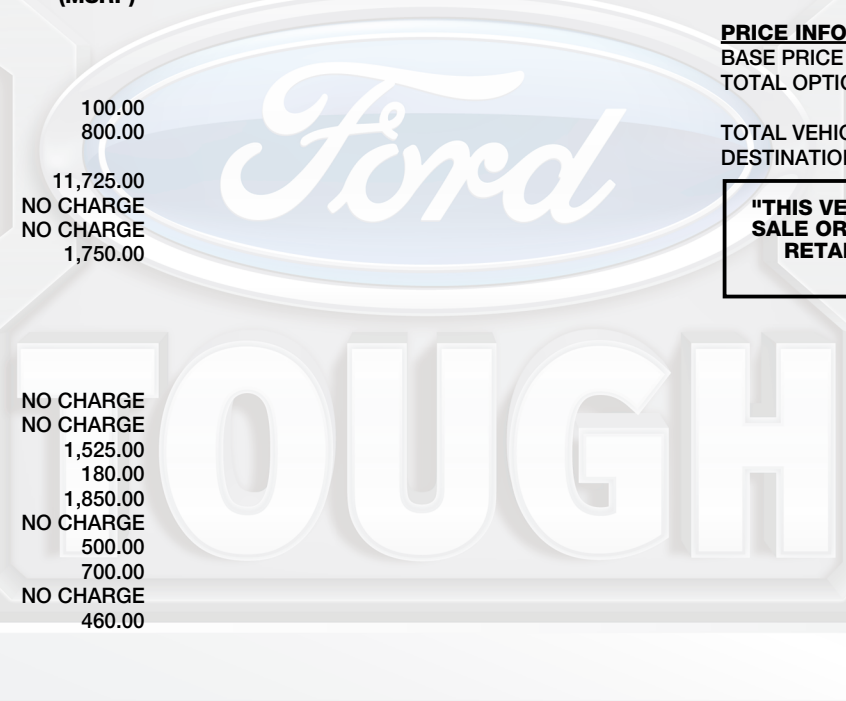 (MSRP)
100.00
800.00
11,725.00
NO CHARGE
NO CHARGE
1,750.00
NO CHARGE
NO CHARGE
1,525.00
180.00
1,850.00
NO CHARGE
500.00
700.00
NO CHARGE
460.00
PRICE INFO
BASE PRICE
TOTAL OPTIO
TOTAL VEHIC
DESTINATION
"THIS VE
SALE OR
RETAI
Ford
TOUGH